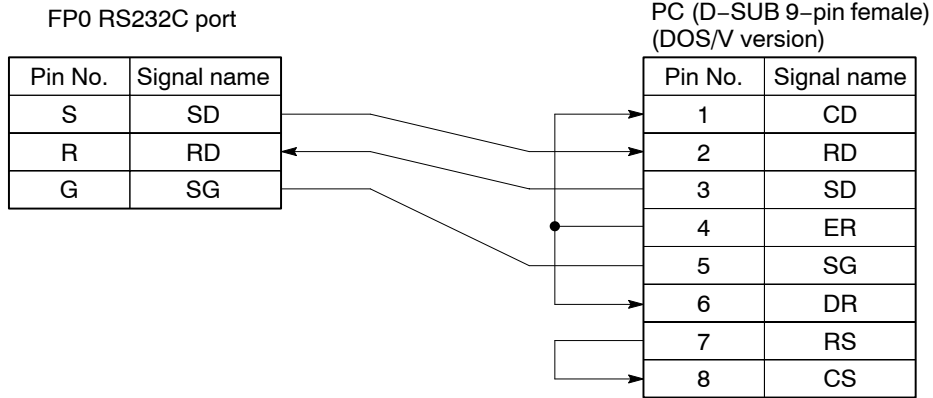 FP0 RS232C port
PC (D−SUB 9−pin female)
(DOS/V version)
Pin No. Signal name
S SD
R RD
G SG
Pin No. Signal name
1 CD
2 RD
3 SD
4 ER
5 SG
6 DR
7 RS
8 CS